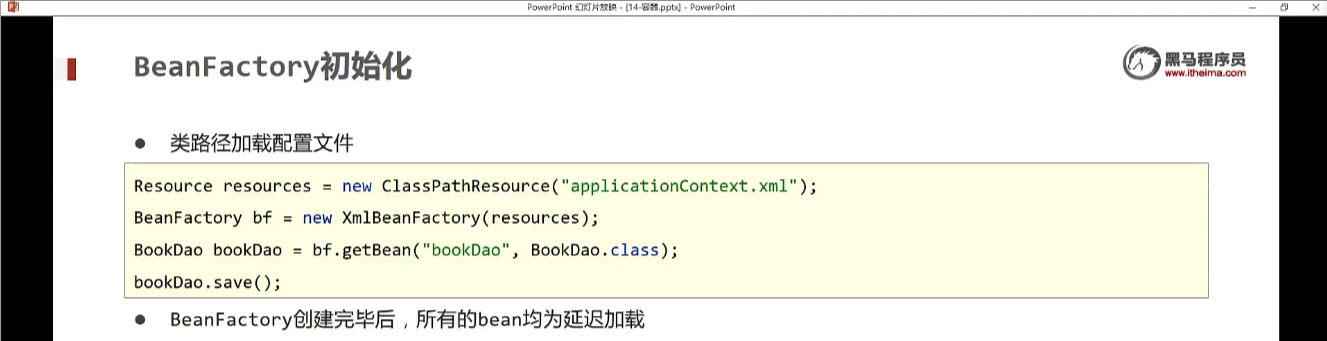 PowerPoint 幻灯片放映 - [14-容器.pptx] - PowerPoint
BeanFactory初始化
黑马程序员
www.itheima.com
● 类路径加载配置文件
Resource resources = new ClassPathResource("applicationContext.xml");
BeanFactory bf = new XmlBeanFactory(resources);
BookDao bookDao = bf.getBean("bookDao", BookDao.class);
bookDao.save();
● BeanFactory创建完毕后，所有的bean均为延迟加载